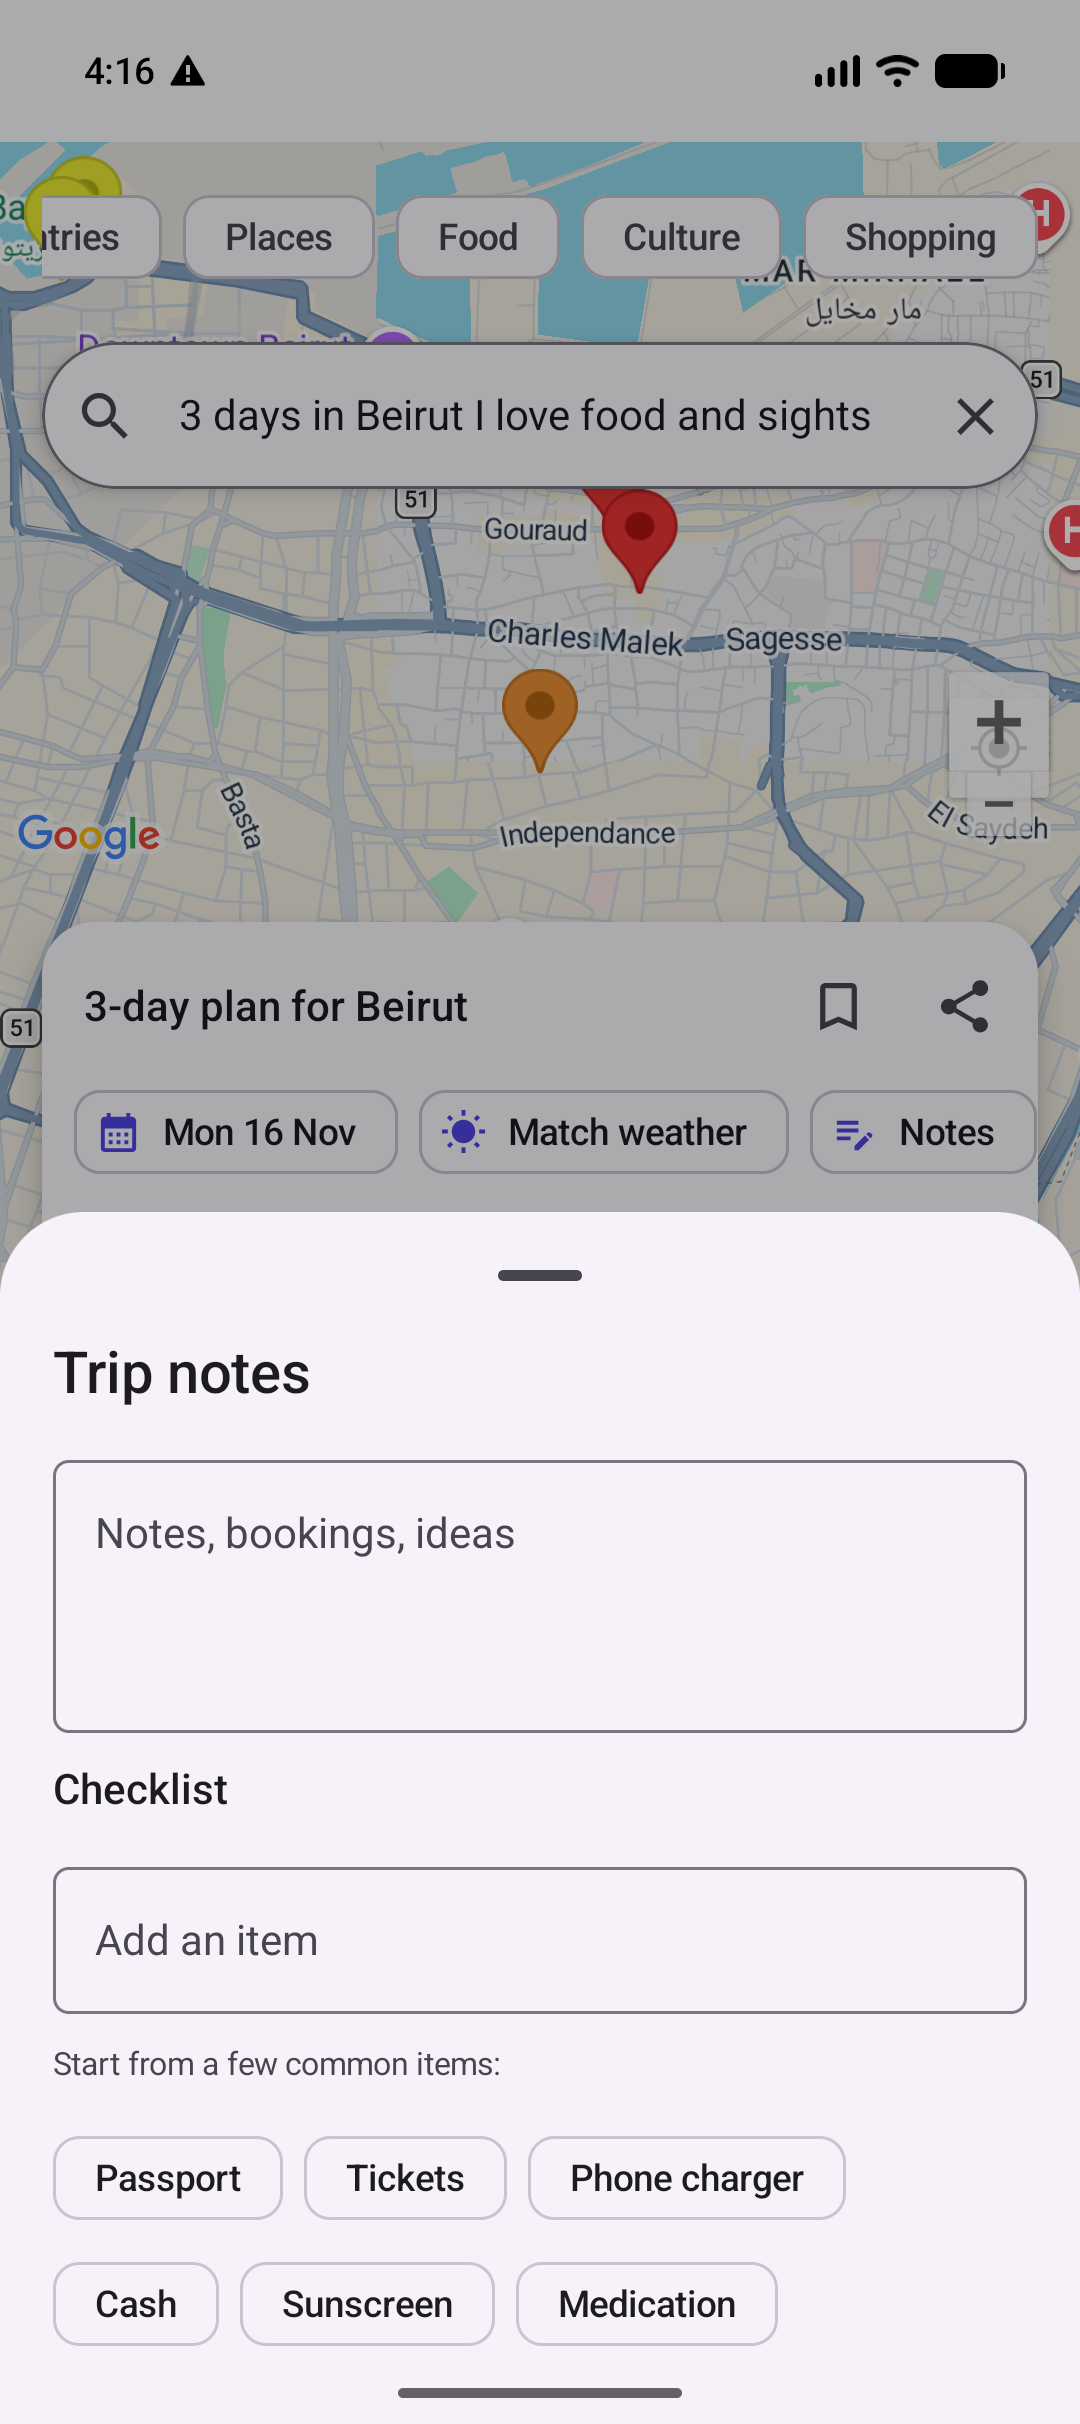 4:16
ntries
Places
Food
Culture
Shopping
H
مار مخايل
51
3 days in Beirut I love food and sights
51
Gouraud
H
Charles Malek
Sagesse
Basta
Google
Independance
El Saydeh
3-day plan for Beirut
51
Mon 16 Nov
Match weather
Notes
Trip notes
Notes, bookings, ideas
Checklist
Add an item
Start from a few common items:
Passport
Tickets
Phone charger
Cash
Sunscreen
Medication